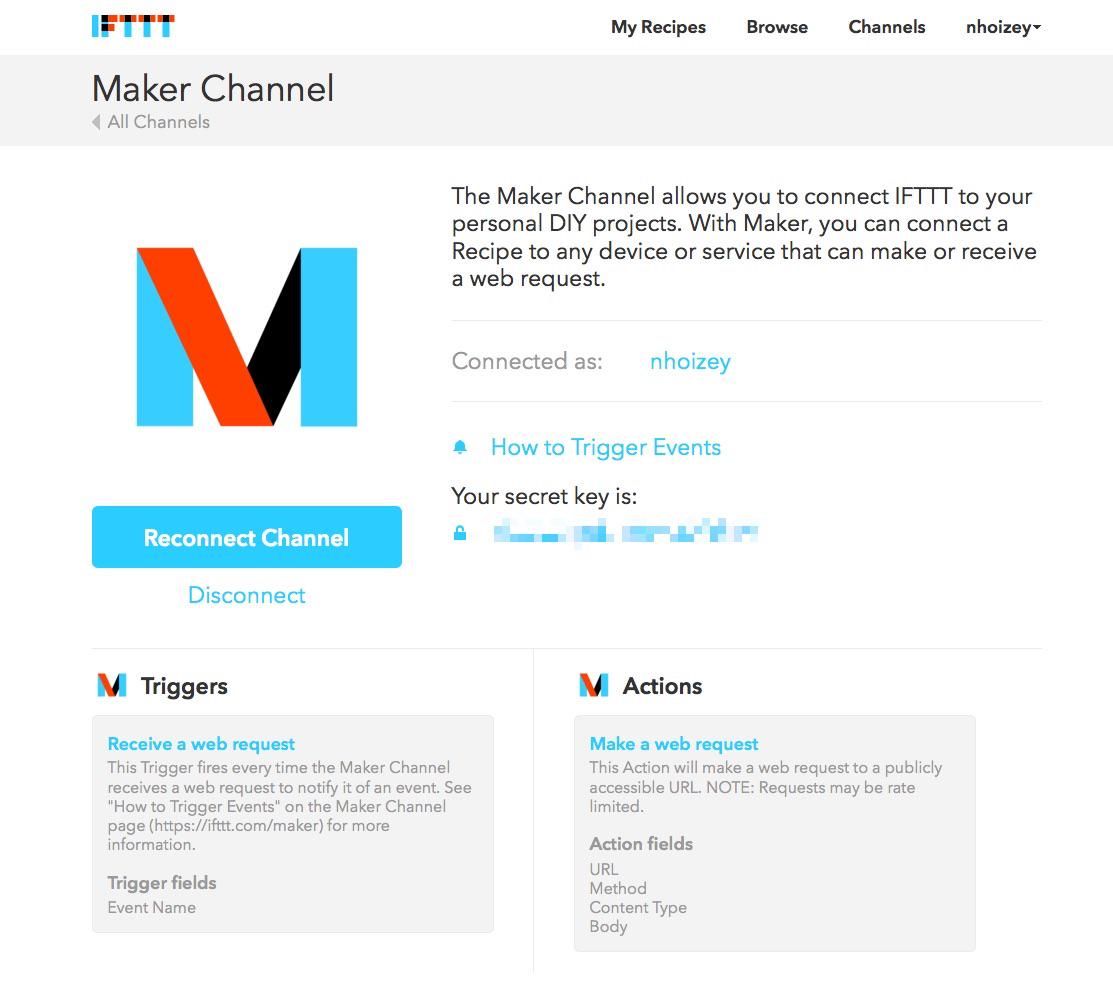 IFTTT
My Recipes Browse Channels nhoizey
Maker Channel
All Channels
The Maker Channel allows you to connect IFTTT to your
personal DIY projects. With Maker, you can connect a
Recipe to any device or service that can make or receive
a web request.
Connected as: nhoizey
How to Trigger Events
Your secret key is:
Reconnect Channel
Disconnect
Triggers
Receive a web request
This Trigger fires every time the Maker Channel
receives a web request to notify it of an event. See
"How to Trigger Events" on the Maker Channel
page (https://ifttt.com/maker) for more
information.
Trigger fields
Event Name
Actions
Make a web request
This Action will make a web request to a publicly
accessible URL. NOTE: Requests may be rate
limited.
Action fields
URL
Method
Content Type
Body